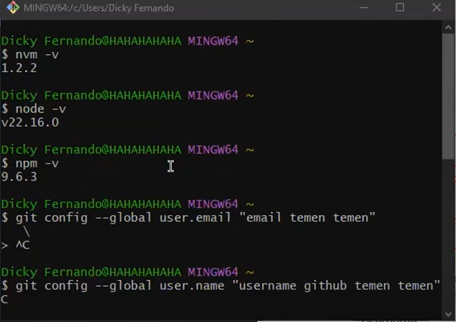 MINGW64:/c/Users/Dicky Fernando
Dicky Fernando@HAHAHAHAHA MINGW64 ~
$ nvm -v
1.2.2
Dicky Fernando@HAHAHAHAHA MINGW64 ~
$ node -v
v22.16.0
Dicky Fernando@HAHAHAHAHA MINGW64 ~
$ npm -v
9.6.3
Dicky Fernando@HAHAHAHAHA MINGW64 ~
$ git config --global user.email "email temen temen"
\
> ^C
Dicky Fernando@HAHAHAHAHA MINGW64 ~
$ git config --global user.name "username github temen temen"
C